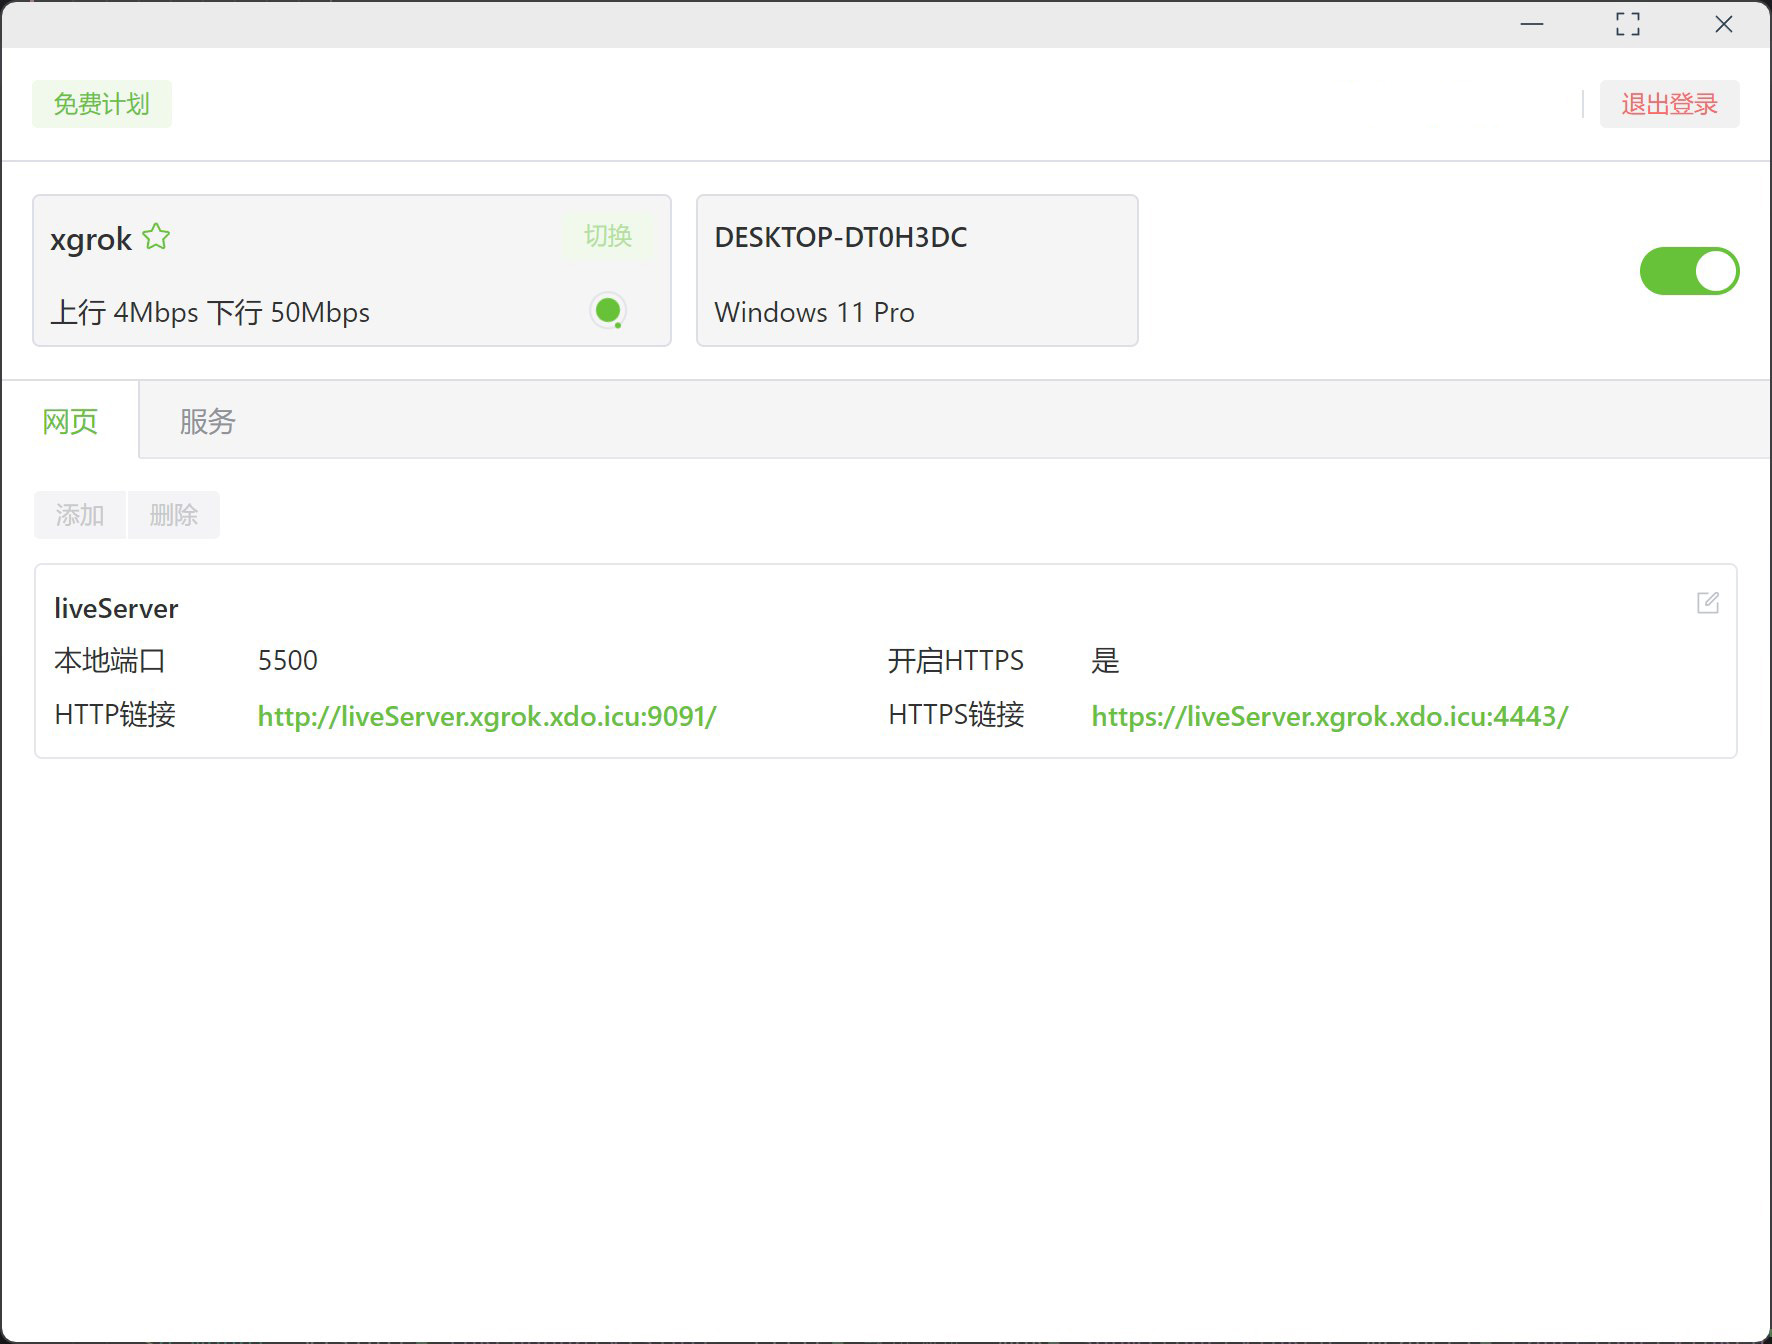 免费计划
退出登录
xgrok
切换
上行 4Mbps 下行 50Mbps
DESKTOP-DT0H3DC
Windows 11 Pro
网页
服务
添加
删除
liveServer
本地端口 5500
开启HTTPS 是
HTTP链接 http://liveServer.xgrok.xdo.icu:9091/
HTTPS链接 https://liveServer.xgrok.xdo.icu:4443/